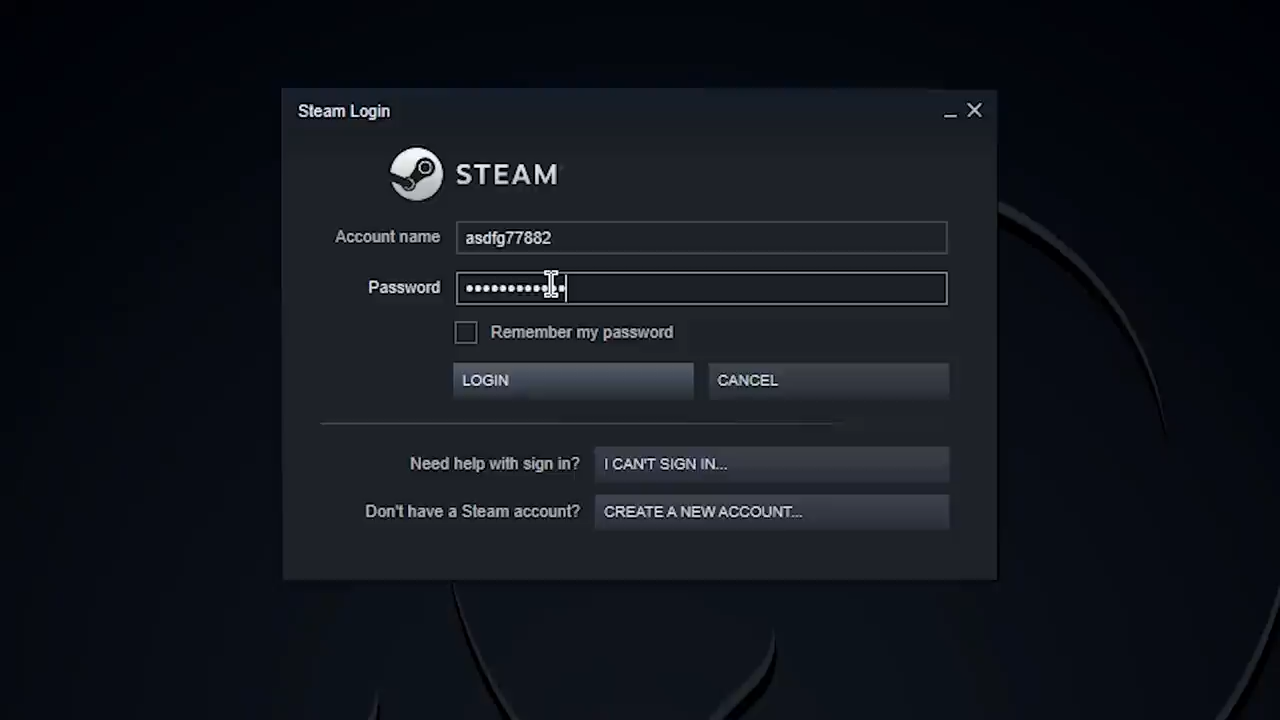 Steam Login
STEAM
Account name asdfg77882
Password ••••••••••••
Remember my password
LOGIN CANCEL
Need help with sign in? I CAN'T SIGN IN...
Don't have a Steam account? CREATE A NEW ACCOUNT...